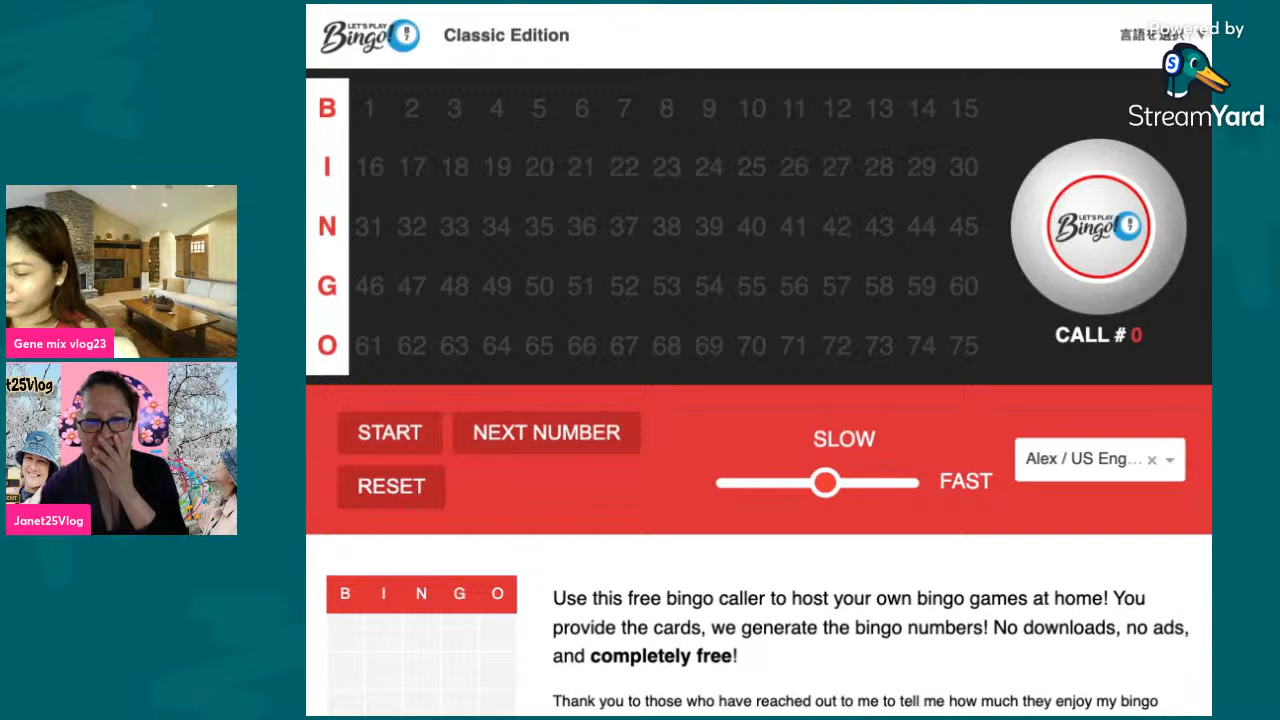 LET'S PLAY
Bingo!
B
7
Classic Edition
言語を選択
Powered by
S
StreamYard
B 1 2 3 4 5 6 7 8 9 10 11 12 13 14 15
I 16 17 18 19 20 21 22 23 24 25 26 27 28 29 30
N 31 32 33 34 35 36 37 38 39 40 41 42 43 44 45
G 46 47 48 49 50 51 52 53 54 55 56 57 58 59 60
O 61 62 63 64 65 66 67 68 69 70 71 72 73 74 75
LET'S PLAY
Bingo!
B
7
CALL # 0
Gene mix vlog23
t25Vlog
Janet25Vlog
START
NEXT NUMBER
RESET
SLOW
FAST
Alex / US Eng...
B I N G O
Use this free bingo caller to host your own bingo games at home! You
provide the cards, we generate the bingo numbers! No downloads, no ads,
and completely free!
Thank you to those who have reached out to me to tell me how much they enjoy my bingo